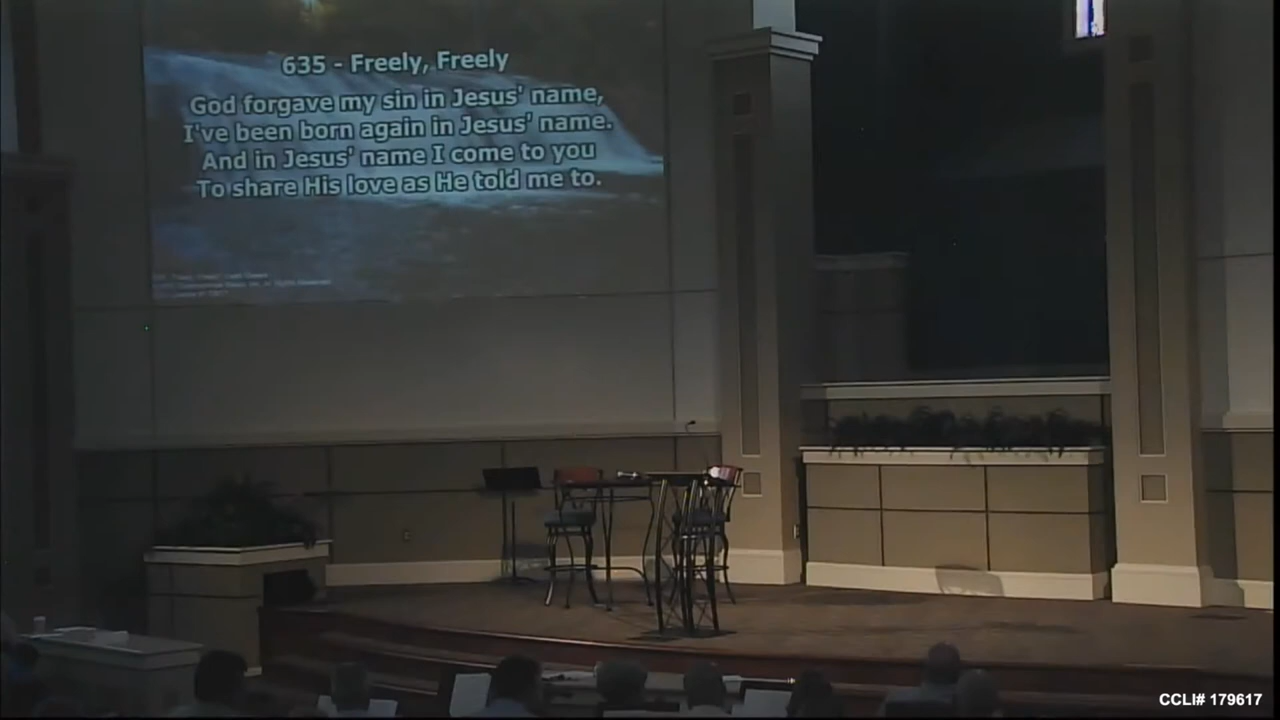 635 - Freely, Freely
God forgave my sin in Jesus' name,
I've been born again in Jesus' name.
And in Jesus' name I come to you
To share His love as He told me to.
CCLI# 179617